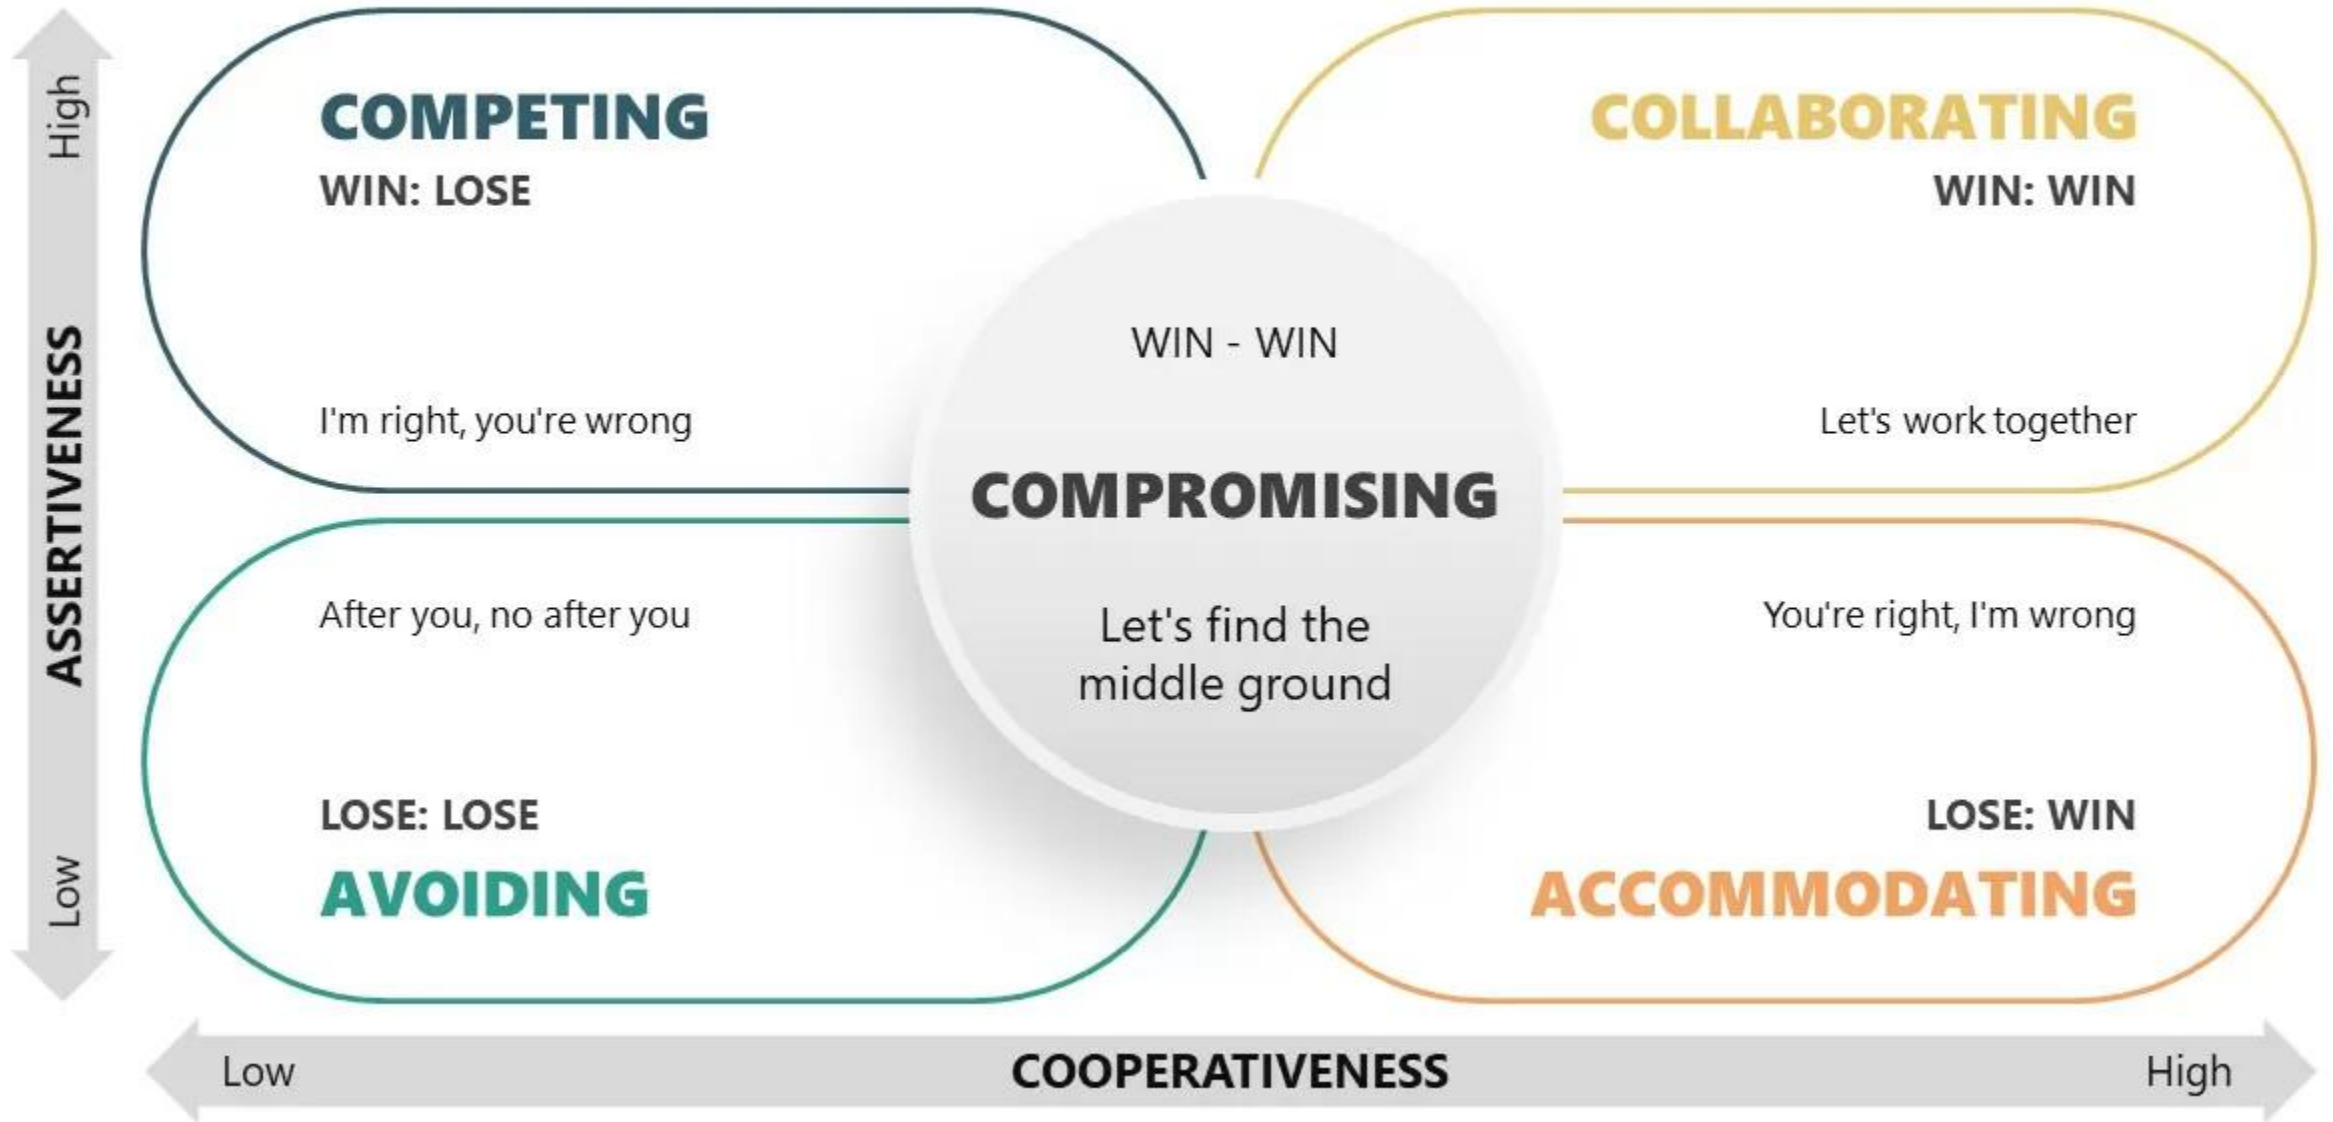 High
ASSERTIVENESS
Low
COMPETING
WIN: LOSE
I'm right, you're wrong
COLLABORATING
WIN: WIN
Let's work together
WIN - WIN
COMPROMISING
Let's find the
middle ground
After you, no after you
LOSE: LOSE
AVOIDING
You're right, I'm wrong
LOSE: WIN
ACCOMMODATING
Low
COOPERATIVENESS
High